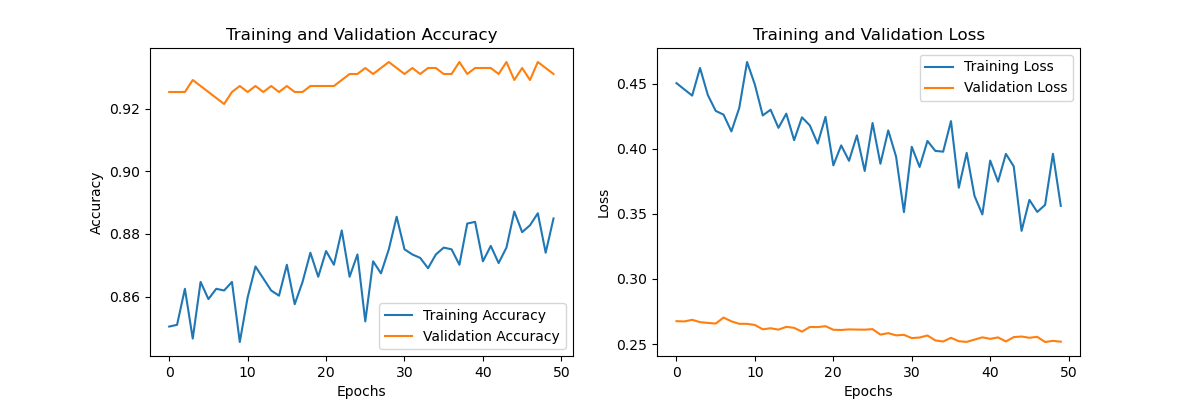 Training and Validation Accuracy
Accuracy
0.92
0.90
0.88
0.86
0 10 20 30 40 50
Epochs
Training Accuracy
Validation Accuracy
Training and Validation Loss
Loss
0.45
0.40
0.35
0.30
0.25
0 10 20 30 40 50
Epochs
Training Loss
Validation Loss